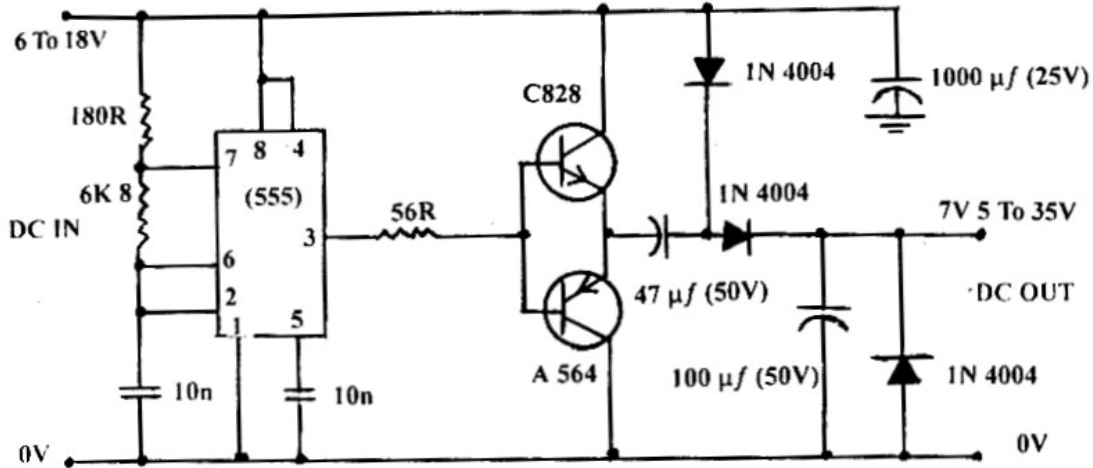 6 To 18V
1N 4004
1000 μf (25V)
C828
180R
7
8
4
6K 8
(555)
1N 4004
56R
7V 5 To 35V
DC IN
3
6
2
47 μf (50V)
DC OUT
1
5
A 564
100 μf (50V)
1N 4004
10n
10n
0V
0V